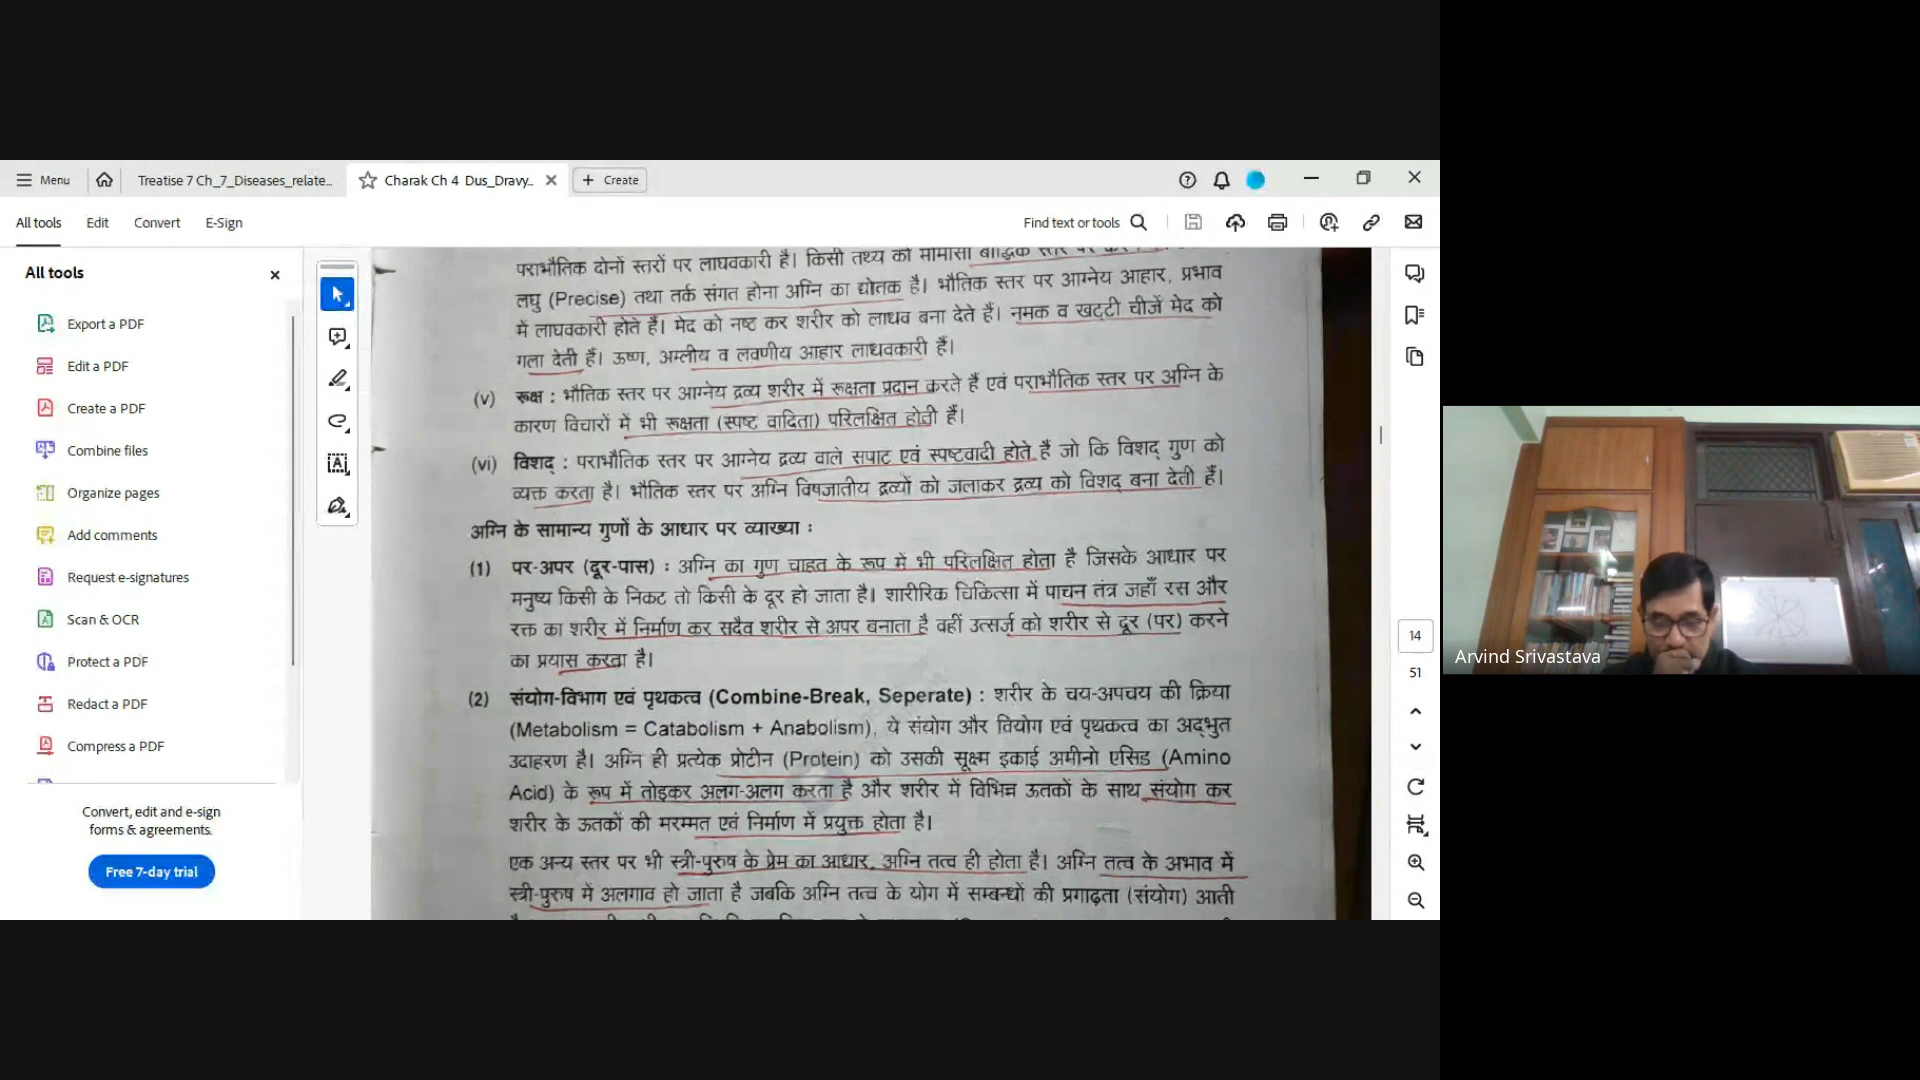 Menu
Treatise 7 Ch_7_Diseases_relate...
Charak Ch 4 Dus_Dravy...
Create
All tools
Edit
Convert
E-Sign
Find text or tools
All tools
Export a PDF
Edit a PDF
Create a PDF
Combine files
Organize pages
Add comments
Request e-signatures
Scan & OCR
Protect a PDF
Redact a PDF
Compress a PDF
Convert, edit and e-sign
forms & agreements.
Free 7-day trial
पराभौतिक दोनों स्तरों पर लाघवकारी है। किसी तथ्य की मीमांसा बौद्धिक स्तर पर
लघु (Precise) तथा तर्क संगत होना अग्नि का द्योतक है। भौतिक स्तर पर आग्नेय आहार, प्रभाव
में लाघवकारी होते हैं। मेद को नष्ट कर शरीर को लाधव बना देते हैं। नमक व खट्टी चीजें मेद को
गला देती हैं। ऊष्ण, अम्लीय व लवणीय आहार लाधवकारी हैं।
(v) रूक्ष : भौतिक स्तर पर आग्नेय द्रव्य शरीर में रूक्षता प्रदान करते हैं एवं पराभौतिक स्तर पर अग्नि के
कारण विचारों में भी रूक्षता (स्पष्ट वादिता) परिलक्षित होती हैं।
(vi) विशद् : पराभौतिक स्तर पर आग्नेय द्रव्य वाले सपाट एवं स्पष्टवादी होते हैं जो कि विशद् गुण को
व्यक्त करता है। भौतिक स्तर पर अग्नि विषजातीय द्रव्यों को जलाकर द्रव्य को विशद् बना देती हैं।
अग्नि के सामान्य गुणों के आधार पर व्याख्या :
(1) पर-अपर (दूर-पास) : अग्नि का गुण चाहत के रूप में भी परिलक्षित होता है जिसके आधार पर
मनुष्य किसी के निकट तो किसी के दूर हो जाता है। शारीरिक चिकित्सा में पाचन तंत्र जहाँ रस और
रक्त का शरीर में निर्माण कर सदैव शरीर से अपर बनाता है वहीं उत्सर्ज को शरीर से दूर (पर) करने
का प्रयास करता है।
(2) संयोग-विभाग एवं पृथकत्व (Combine-Break, Seperate) : शरीर के चय-अपचय की क्रिया
(Metabolism = Catabolism + Anabolism), ये संयोग और वियोग एवं पृथकत्व का अद्भुत
उदाहरण है। अग्नि ही प्रत्येक प्रोटीन (Protein) को उसकी सूक्ष्म इकाई अमीनो एसिड (Amino
Acid) के रूप में तोड़कर अलग-अलग करता है और शरीर में विभिन्न ऊतकों के साथ संयोग कर
शरीर के ऊतकों की मरम्मत एवं निर्माण में प्रयुक्त होता है।
एक अन्य स्तर पर भी स्त्री-पुरुष के प्रेम का आधार, अग्नि तत्व ही होता है। अग्नि तत्व के अभाव में
स्त्री-पुरुष में अलगाव हो जाता है जबकि अग्नि तत्व के योग में सम्बन्धों की प्रगाढ़ता (संयोग) आती
14
51
Arvind Srivastava